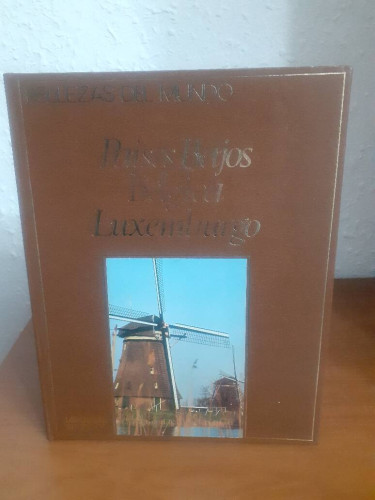 BELLEZAS DEL MUNDO
Países Bajos
Bélgica
Luxemburgo